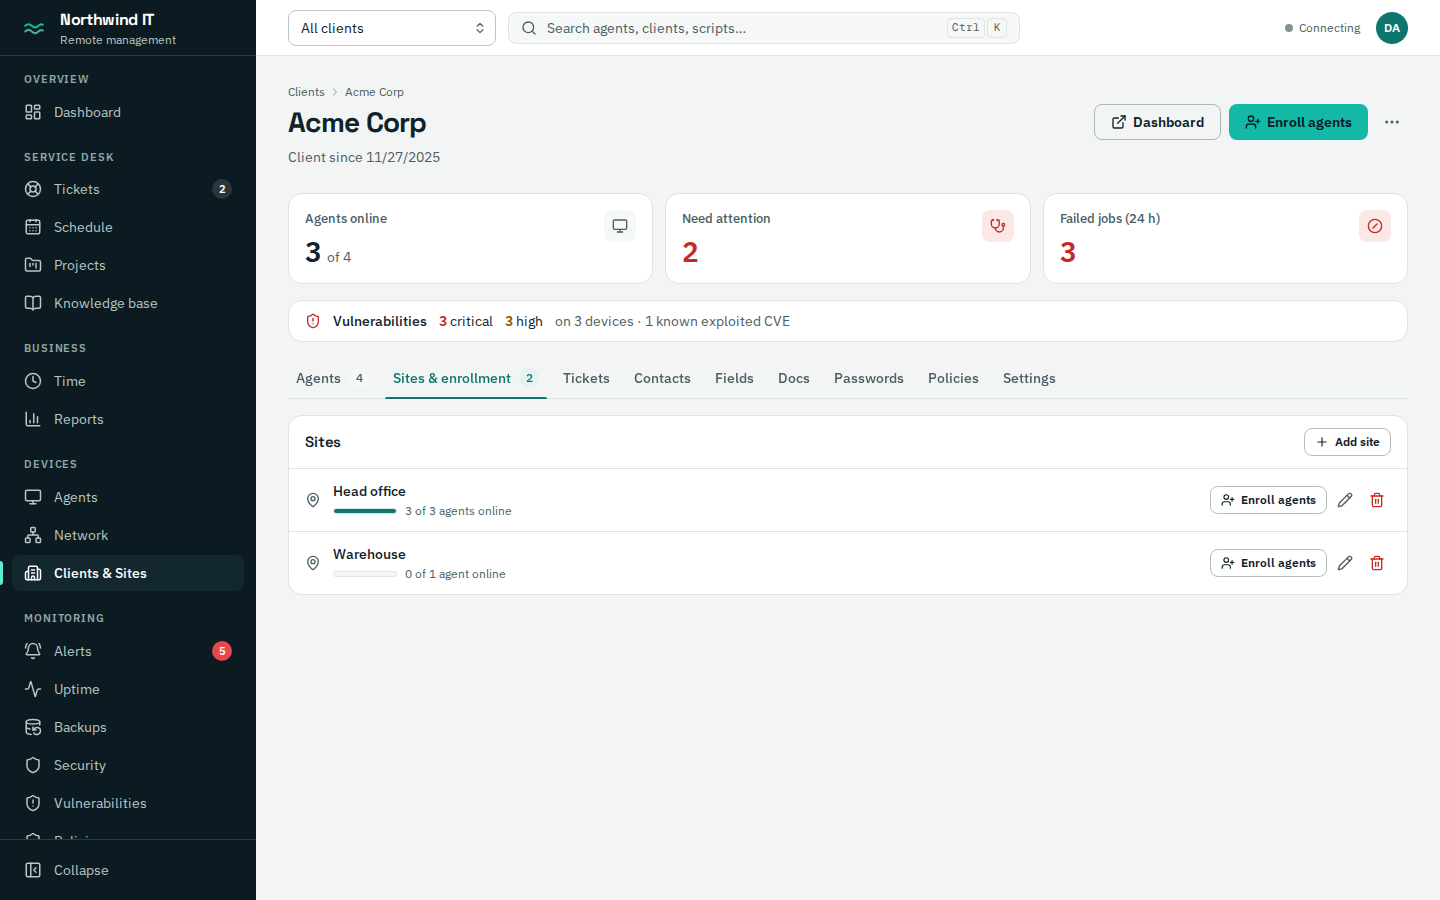 Northwind IT
Remote management
OVERVIEW
Dashboard
SERVICE DESK
Tickets 2
Schedule
Projects
Knowledge base
BUSINESS
Time
Reports
DEVICES
Agents
Network
Clients & Sites
MONITORING
Alerts 5
Uptime
Backups
Security
Vulnerabilities
Collapse
All clients
Search agents, clients, scripts...
Ctrl K
Connecting
DA
Clients Acme Corp
Acme Corp
Client since 11/27/2025
Dashboard
Enroll agents
Agents online
3 of 4
Need attention
2
Failed jobs (24 h)
3
Vulnerabilities 3 critical 3 high on 3 devices · 1 known exploited CVE
Agents 4 Sites & enrollment 2 Tickets Contacts Fields Docs Passwords Policies Settings
Sites
Add site
Head office
3 of 3 agents online
Enroll agents
Warehouse
0 of 1 agent online
Enroll agents